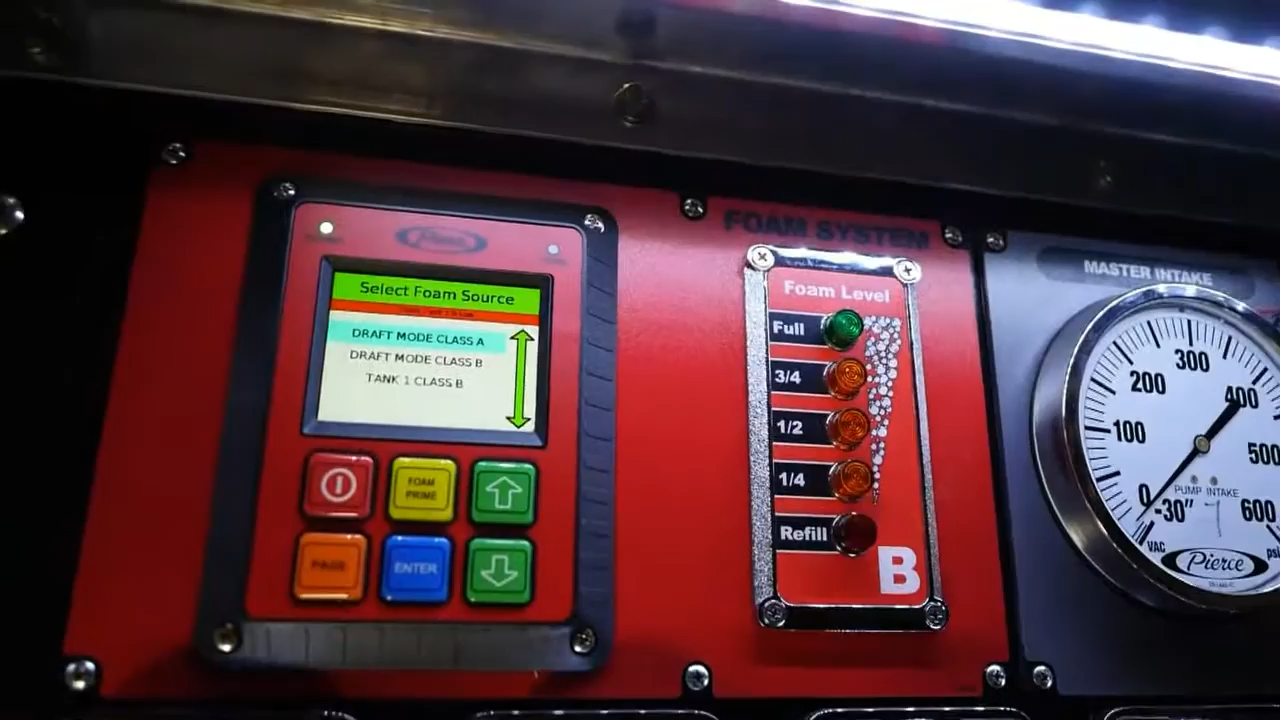 Pierce
Select Foam Source
DRAFT MODE CLASS A
DRAFT MODE CLASS B
TANK 1 CLASS B
FOAM
PRIME
PAGE
ENTER
FOAM SYSTEM
Foam Level
Full
3/4
1/2
1/4
Refill
B
MASTER INTAKE
300
200
400
100
500
0
-30"
600
PUMP INTAKE
VAC
psi
Pierce